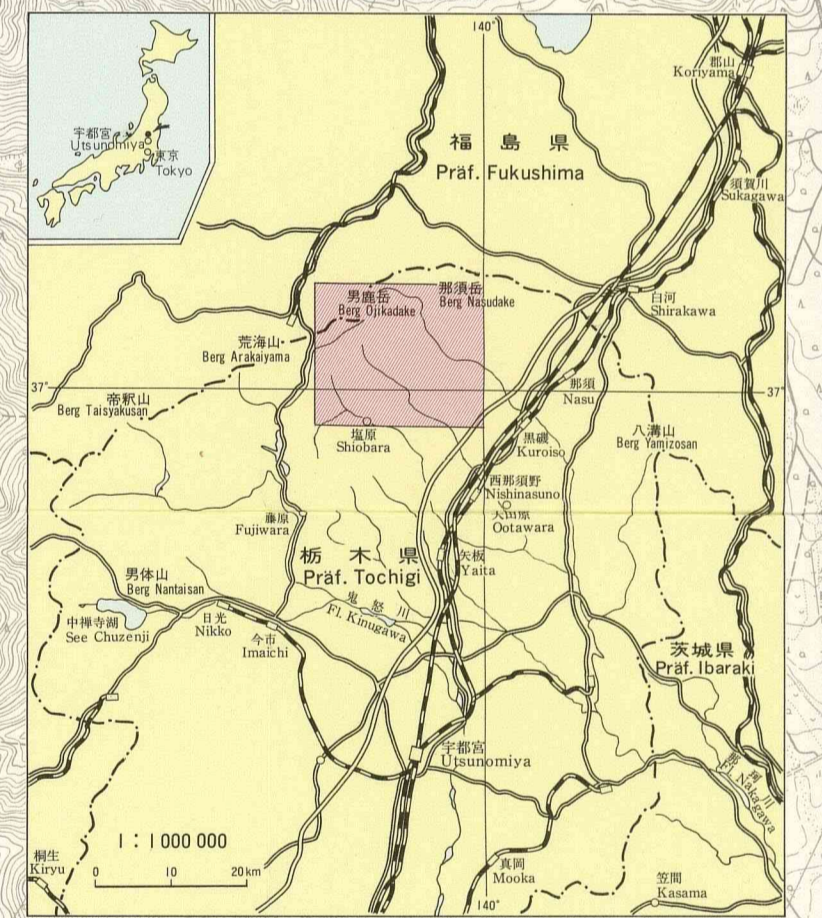 140°
郡山
Koriyama
宇都宮
Utsunomiya
東京
Tokyo
福島県
Präf. Fukushima
須賀川
Sukagawa
男鹿岳
Berg Ojikadake
那須岳
Berg Nasudake
白河
Shirakawa
荒海山
Berg Arakaiyama
37°
37°
帝釈山
Berg Taisyakusan
那須
Nasu
塩原
Shiobara
黒磯
Kuroiso
八溝山
Berg Yamizosan
西那須野
Nishinasuno
大田原
Ootawara
藤原
Fujiwara
栃木県
Präf. Tochigi
矢板
Yaita
男体山
Berg Nantaisan
中禅寺湖
See Chuzenji
日光
Nikko
今市
Imaichi
鬼怒川
Fl. Kinugawa
茨城県
Präf. Ibaraki
宇都宮
Utsunomiya
那珂川
Fl. Nakagawa
1:1000 000
0 10 20km
桐生
Kiryu
真岡
Mooka
笠間
Kasama
140°